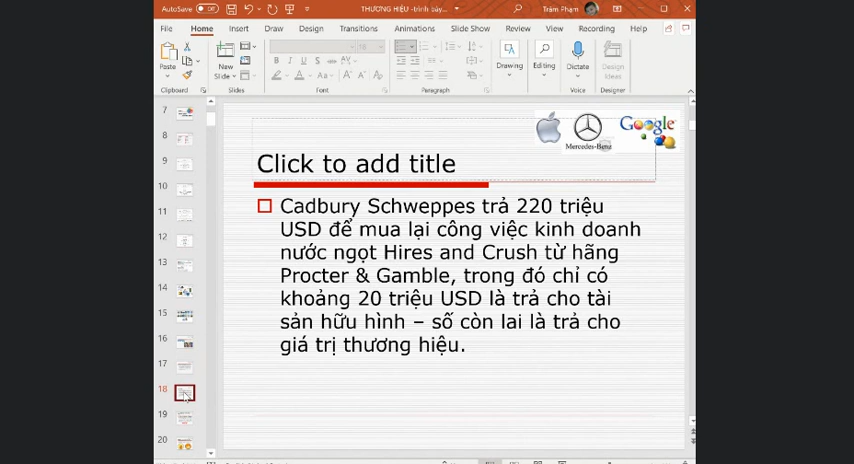 AutoSave Off
THƯƠNG HIỆU -trình bày...
Trâm Phạm
File Home Insert Draw Design Transitions Animations Slide Show Review View Recording Help
Paste
New
Slide
Drawing
Editing
Dictate
Design
Ideas
Clipboard Slides Font Paragraph Voice Designer
Mercedes-Benz
Google
Click to add title
Cadbury Schweppes trả 220 triệu
USD để mua lại công việc kinh doanh
nước ngọt Hires and Crush từ hãng
Procter & Gamble, trong đó chỉ có
khoảng 20 triệu USD là trả cho tài
sản hữu hình – số còn lai là trả cho
giá trị thương hiệu.
7
8
9
10
11
12
13
14
15
16
17
18
19
20